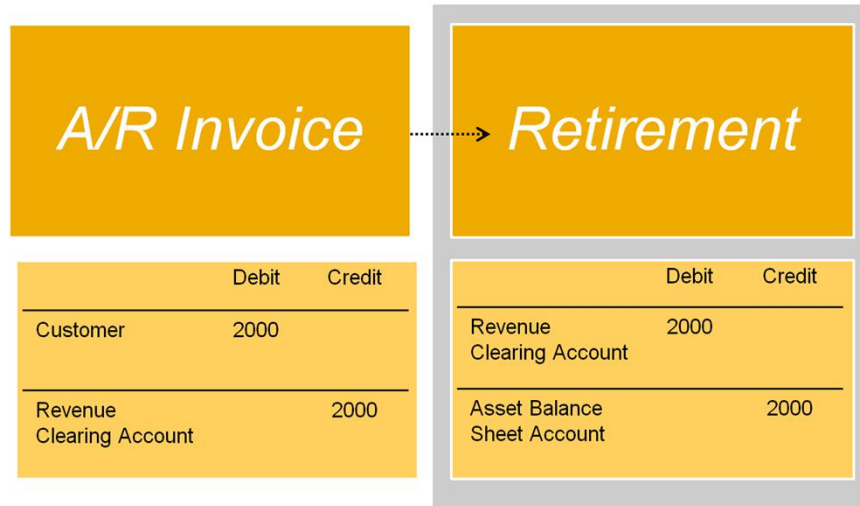 A/R Invoice
Retirement
Debit Credit
Customer 2000
Revenue 2000
Clearing Account
Debit Credit
Revenue 2000
Clearing Account
Asset Balance 2000
Sheet Account